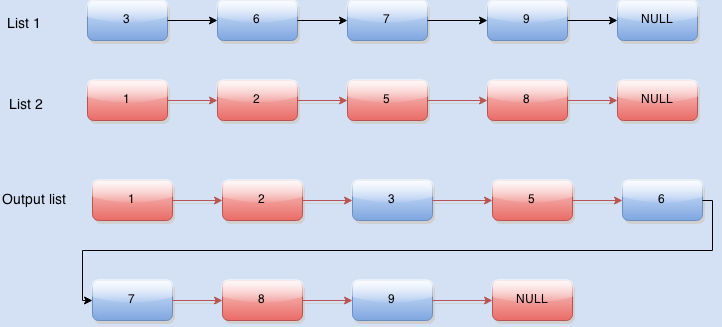 List 1 3 6 7 9 NULL
List 2 1 2 5 8 NULL
Output list 1 2 3 5 6
7 8 9 NULL